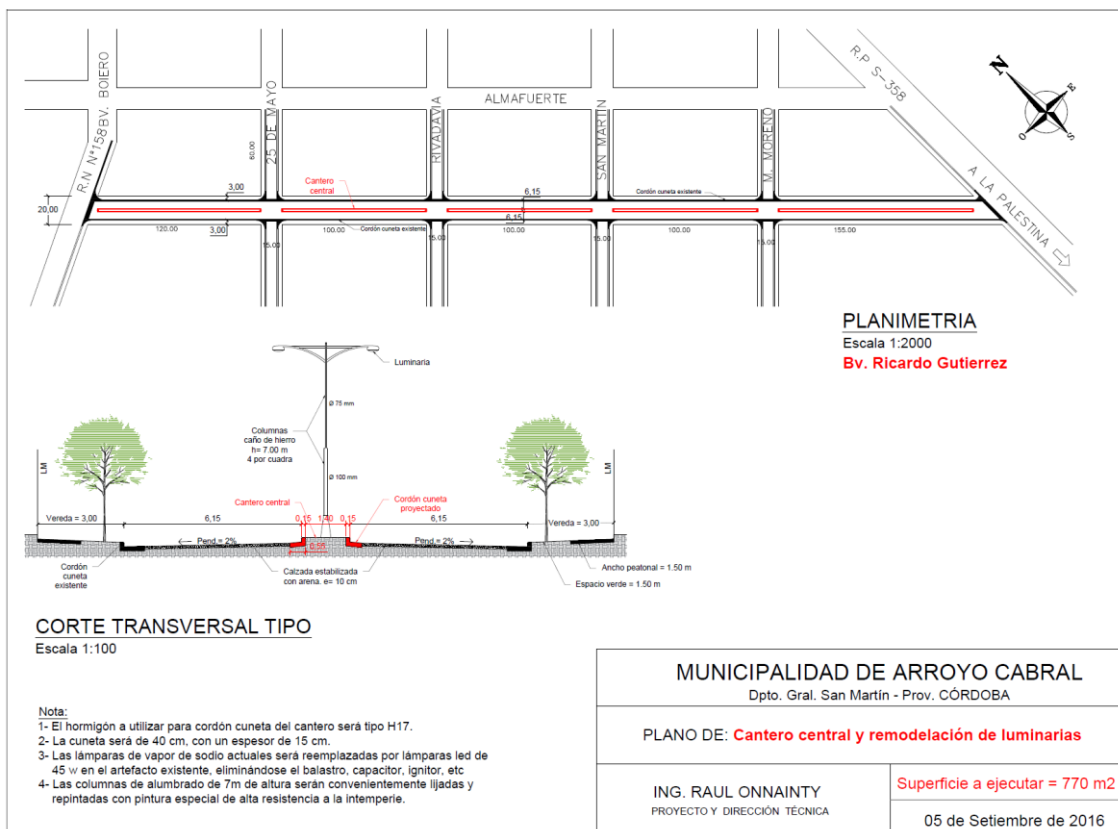 R.N N°158
BV. BOIERO
25 DE MAYO
RIVADAVIA
ALMAFUERTE
SAN MARTIN
M. MORENO
R.P S-358
A LA PALESTINA
N
S
O
60.00
3,00
Cantero
central
6,15
Cordón cuneta existente
20,00
3,00
6,15
Cordón cuneta existente
120.00
15.00
100.00
15.00
100.00
15.00
100.00
15.00
155.00
PLANIMETRIA
Escala 1:2000
Bv. Ricardo Gutierrez
Luminaria
Ø 75 mm
Columnas
caño de hierro
h= 7.00 m
4 por cuadra
Ø 100 mm
LM
LM
Cantero central
Cordón cuneta
proyectado
Vereda = 3,00
6,15
0,15
1,40
0,15
6,15
Vereda = 3,00
Pend.= 2%
0,55
Pend.= 2%
Cordón
cuneta
existente
Calzada estabilizada
con arena. e= 10 cm
Ancho peatonal = 1.50 m
Espacio verde = 1.50 m
CORTE TRANSVERSAL TIPO
Escala 1:100
Nota:
1- El hormigón a utilizar para cordón cuneta del cantero será tipo H17.
2- La cuneta será de 40 cm, con un espesor de 15 cm.
3- Las lámparas de vapor de sodio actuales será reemplazadas por lámparas led de
45 w en el artefacto existente, eliminándose el balastro, capacitor, ignitor, etc
4- Las columnas de alumbrado de 7m de altura serán convenientemente lijadas y
repintadas con pintura especial de alta resistencia a la intemperie.
MUNICIPALIDAD DE ARROYO CABRAL
Dpto. Gral. San Martín - Prov. CÓRDOBA
PLANO DE: Cantero central y remodelación de luminarias
ING. RAUL ONNAINTY
PROYECTO Y DIRECCIÓN TÉCNICA
Superficie a ejecutar = 770 m2
05 de Setiembre de 2016